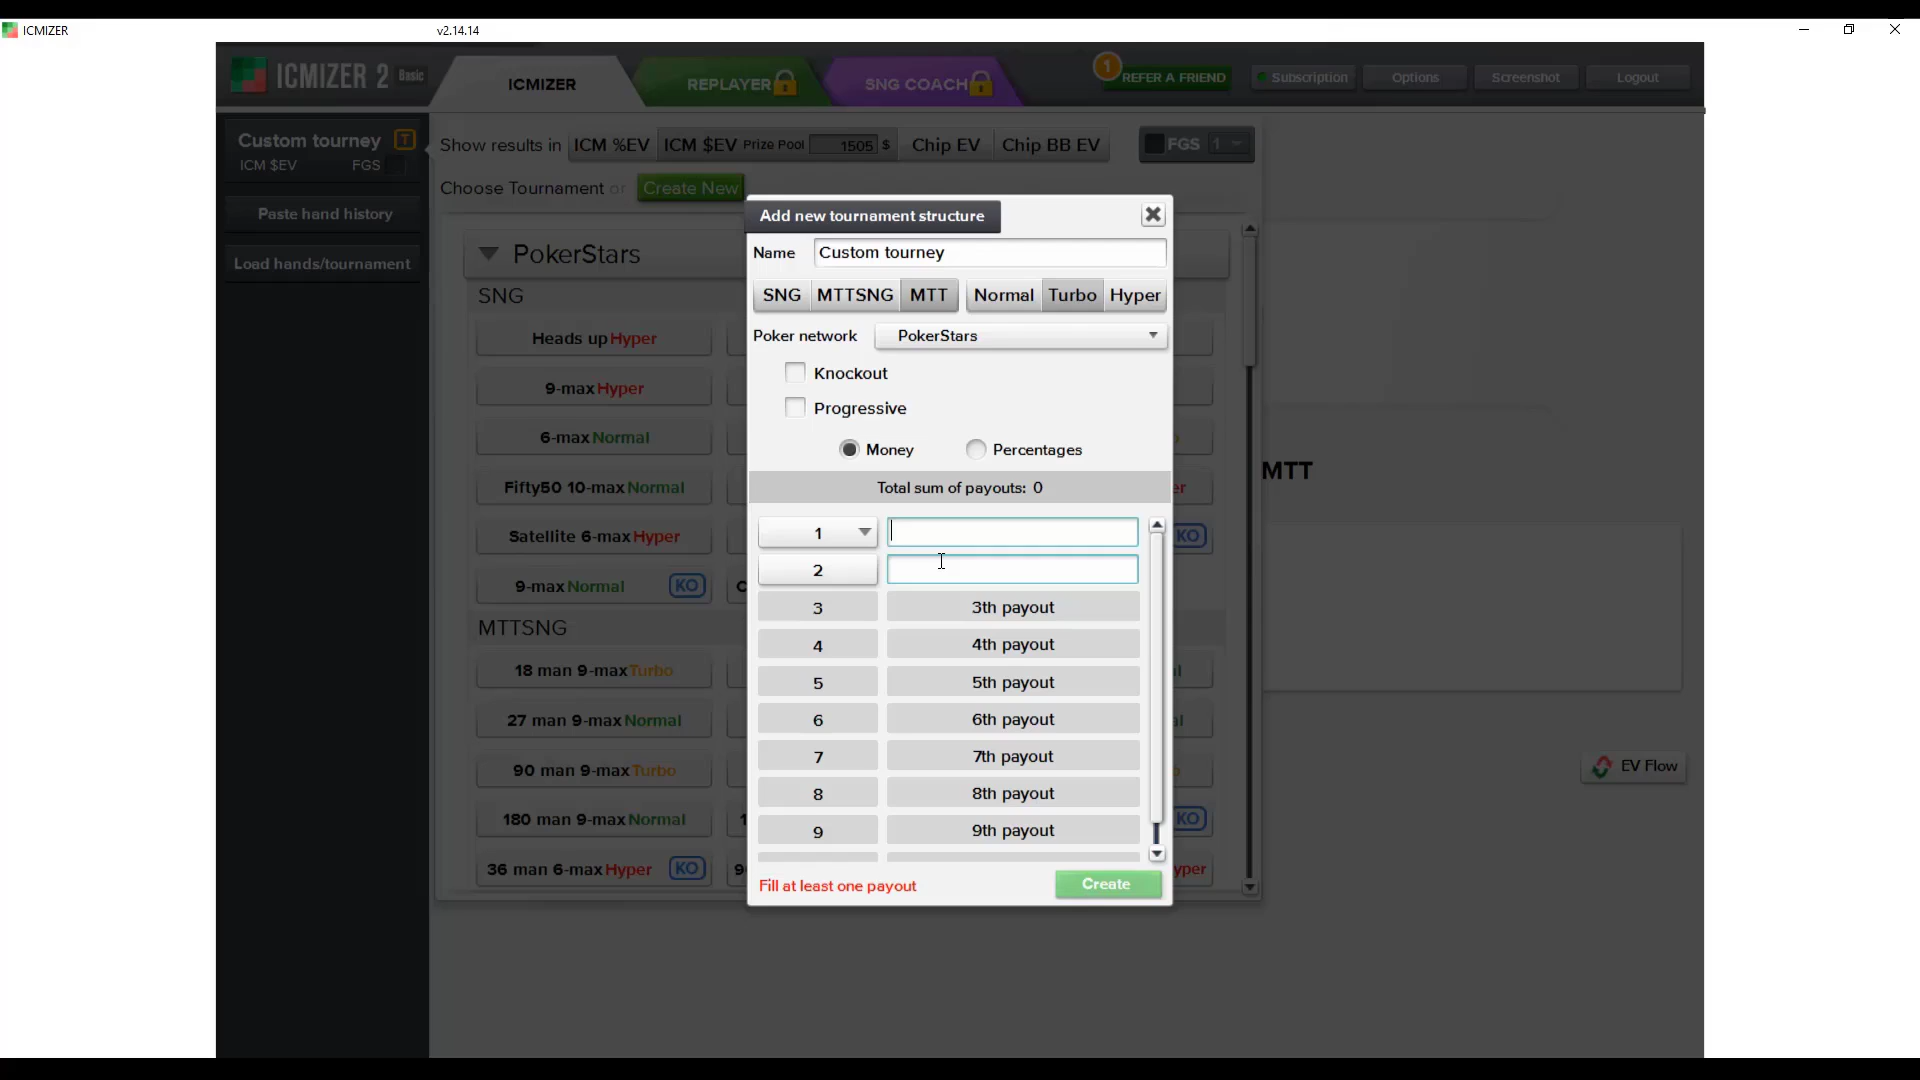 ICMIZER v2.14.14
ICMIZER 2 Basic ICMIZER REPLAYER SNG COACH 1 REFER A FRIEND Subscription Options Screenshot Logout
Custom tourney T
ICM $EV FGS
Paste hand history
Load hands/tournament
Show results in ICM %EV ICM $EV Prize Pool 1505 $ Chip EV Chip BB EV FGS 1
Choose Tournament or Create New
PokerStars
SNG
Heads up Hyper
9-max Hyper
6-max Normal
Fifty50 10-max Normal
Satellite 6-max Hyper KO
9-max Normal KO
MTTSNG
18 man 9-max Turbo
27 man 9-max Normal
90 man 9-max Turbo
180 man 9-max Normal KO
36 man 6-max Hyper KO
MTT
EV Flow
Add new tournament structure
Name Custom tourney
SNG MTTSNG MTT Normal Turbo Hyper
Poker network PokerStars
Knockout
Progressive
Money Percentages
Total sum of payouts: 0
1
2
3 3th payout
4 4th payout
5 5th payout
6 6th payout
7 7th payout
8 8th payout
9 9th payout
Fill at least one payout Create